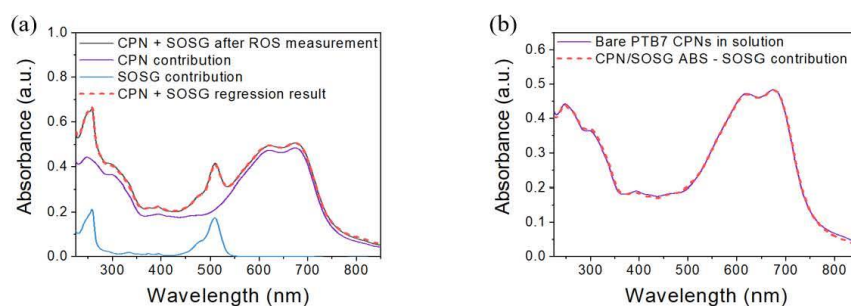 (a)
CPN + SOSG after ROS measurement
CPN contribution
SOSG contribution
CPN + SOSG regression result
1.0
0.8
0.6
0.4
0.2
0.0
Absorbance (a.u.)
300 400 500 600 700 800
Wavelength (nm)
(b)
Bare PTB7 CPNs in solution
CPN/SOSG ABS - SOSG contribution
0.6
0.5
0.4
0.3
0.2
0.1
0.0
Absorbance (a.u.)
300 400 500 600 700 800
Wavelength (nm)